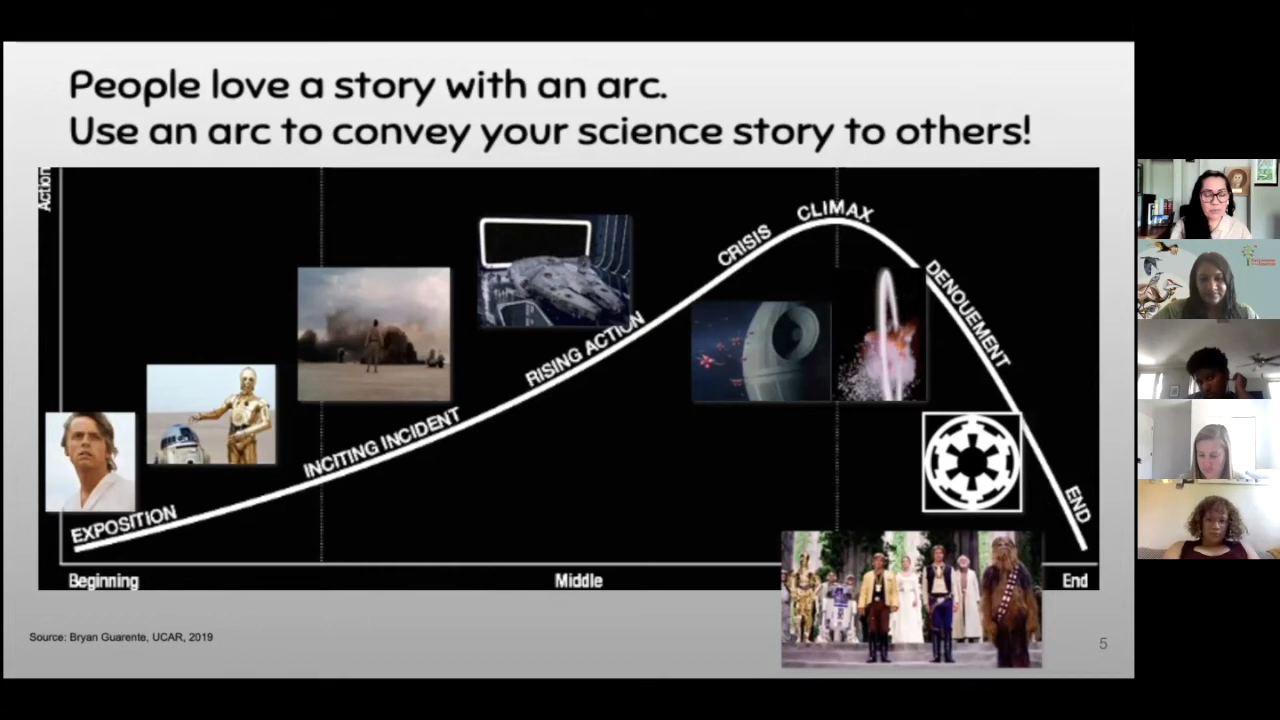 People love a story with an arc.
Use an arc to convey your science story to others!
Action
EXPOSITION
INCITING INCIDENT
RISING ACTION
CRISIS
CLIMAX
DENOUEMENT
END
Beginning
Middle
End
Source: Bryan Guarente, UCAR, 2019
5